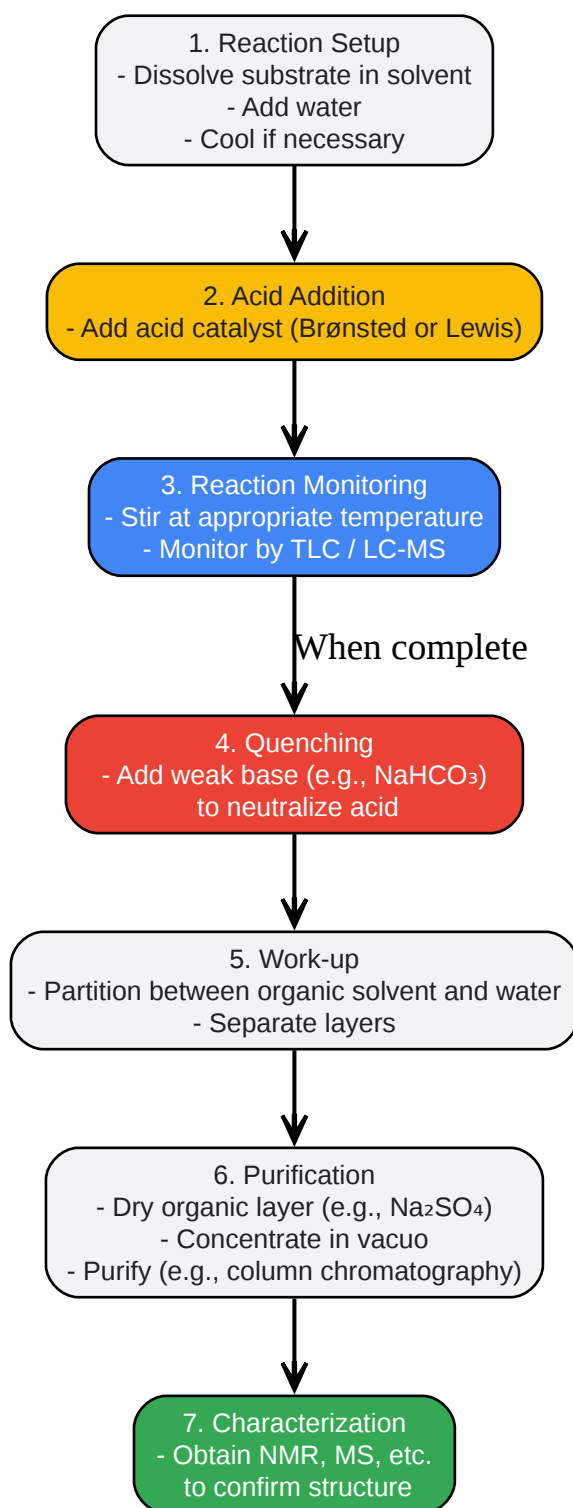 1. Reaction Setup
- Dissolve substrate in solvent
- Add water
- Cool if necessary
2. Acid Addition
- Add acid catalyst (Brønsted or Lewis)
3. Reaction Monitoring
- Stir at appropriate temperature
- Monitor by TLC / LC-MS
When complete
4. Quenching
- Add weak base (e.g., NaHCO₃)
to neutralize acid
5. Work-up
- Partition between organic solvent and water
- Separate layers
6. Purification
- Dry organic layer (e.g., Na₂SO₄)
- Concentrate in vacuo
- Purify (e.g., column chromatography)
7. Characterization
- Obtain NMR, MS, etc.
to confirm structure